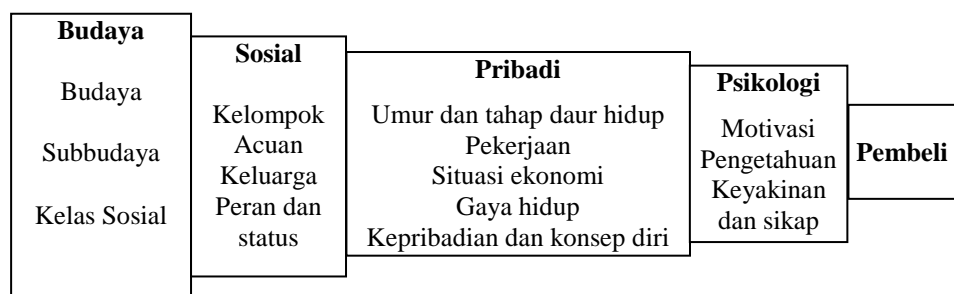 Budaya
Budaya
Subbudaya
Kelas Sosial
Sosial
Kelompok
Acuan
Keluarga
Peran dan
status
Pribadi
Umur dan tahap daur hidup
Pekerjaan
Situasi ekonomi
Gaya hidup
Kepribadian dan konsep diri
Psikologi
Motivasi
Pengetahuan
Keyakinan
dan sikap
Pembeli